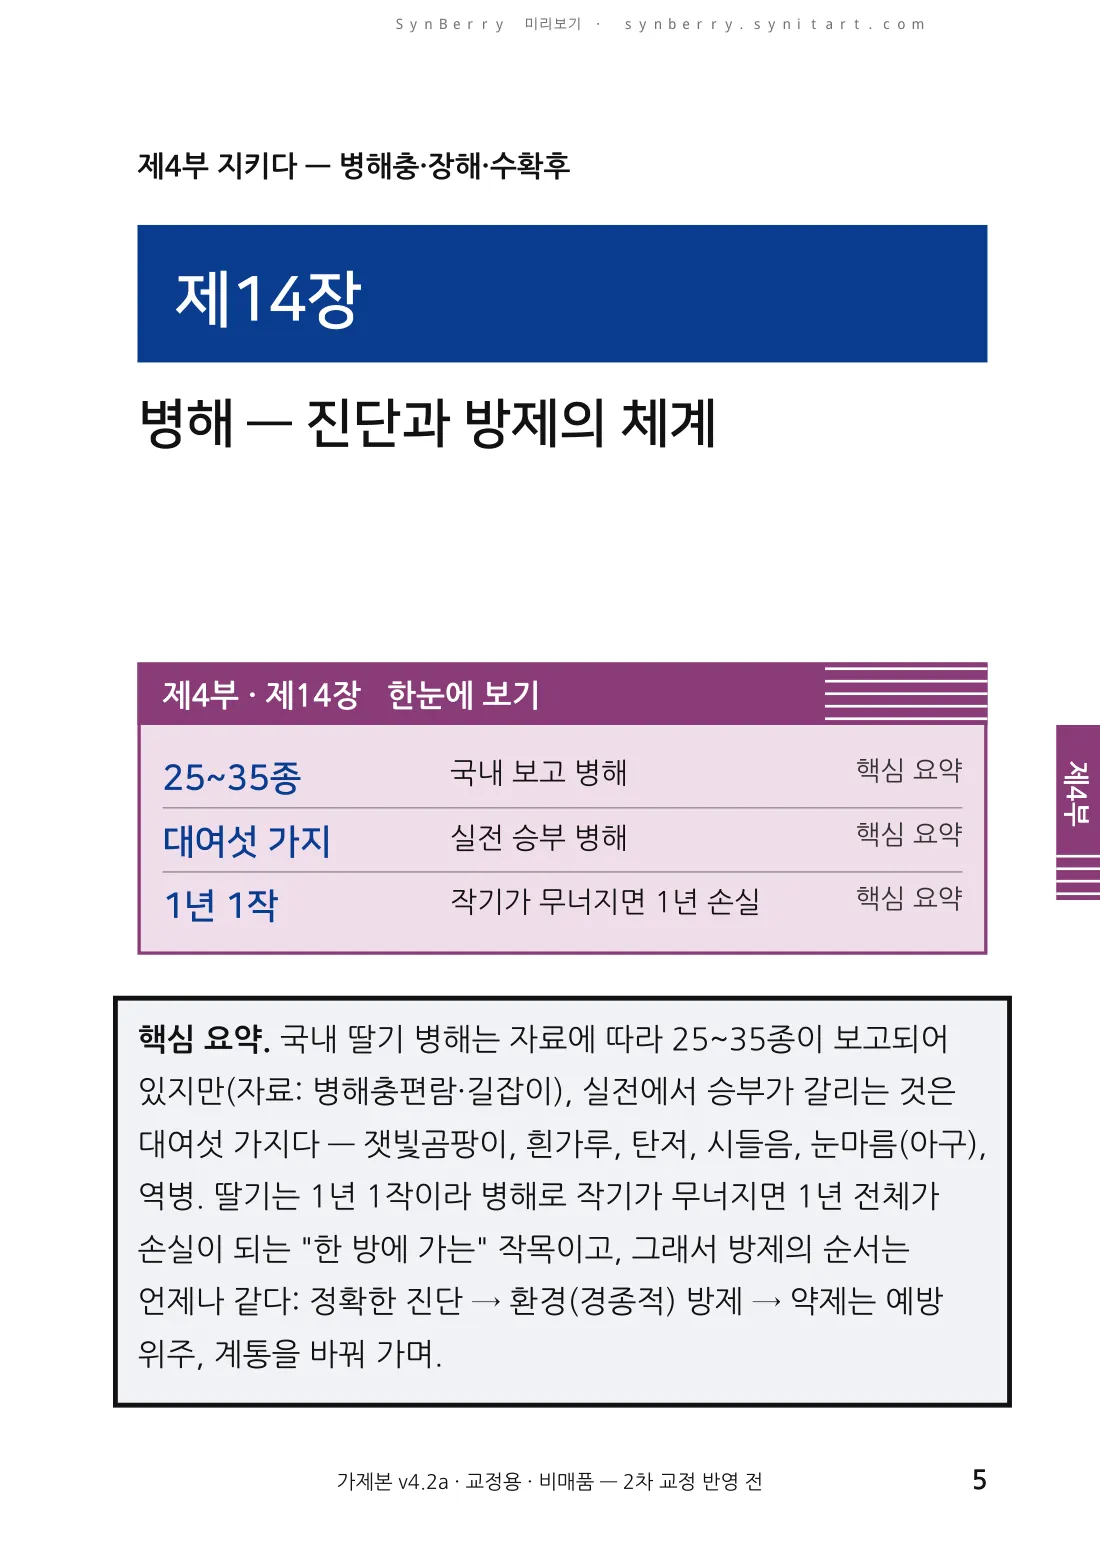 SynBerry 미리보기 · synberry.synitart.com
제4부 지키다 — 병해충·장해·수확후
제14장
병해 — 진단과 방제의 체계
제4부 · 제14장 한눈에 보기
25~35종 국내 보고 병해 핵심 요약
대여섯 가지 실전 승부 병해 핵심 요약
1년 1작 작기가 무너지면 1년 손실 핵심 요약
제4부
핵심 요약. 국내 딸기 병해는 자료에 따라 25~35종이 보고되어
있지만(자료: 병해충편람·길잡이), 실전에서 승부가 갈리는 것은
대여섯 가지다 — 잿빛곰팡이, 흰가루, 탄저, 시들음, 눈마름(아구),
역병. 딸기는 1년 1작이라 병해로 작기가 무너지면 1년 전체가
손실이 되는 "한 방에 가는" 작목이고, 그래서 방제의 순서는
언제나 같다: 정확한 진단 → 환경(경종적) 방제 → 약제는 예방
위주, 계통을 바꿔 가며.
가제본 v4.2a · 교정용 · 비매품 — 2차 교정 반영 전
5